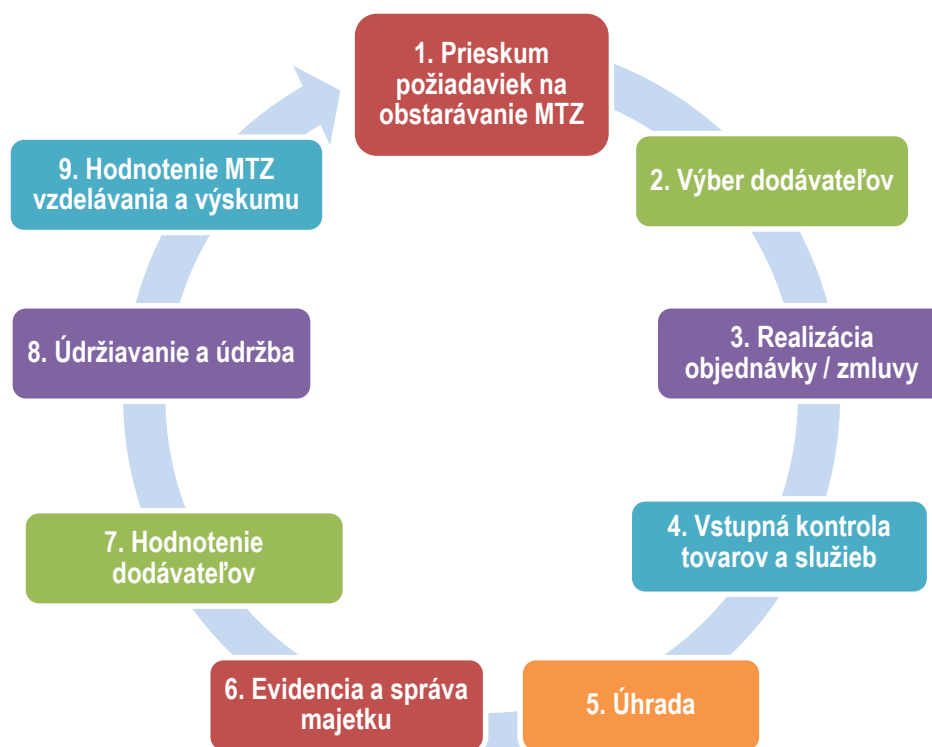 1. Prieskum
požiadaviek na
obstarávanie MTZ
2. Výber dodávateľov
3. Realizácia
objednávky / zmluvy
4. Vstupná kontrola
tovarov a služieb
5. Úhrada
6. Evidencia a správa
majetku
7. Hodnotenie
dodávateľov
8. Údržiavanie a údržba
9. Hodnotenie MTZ
vzdelávania a výskumu